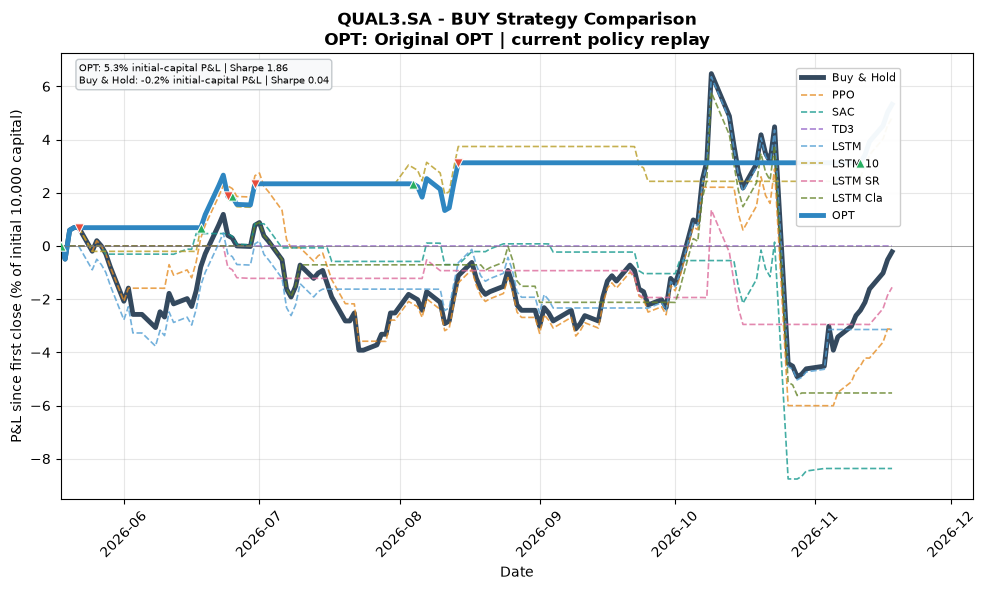 QUAL3.SA - BUY Strategy Comparison
OPT: Original OPT | current policy replay
OPT: 5.3% initial-capital P&L | Sharpe 1.86
Buy & Hold: -0.2% initial-capital P&L | Sharpe 0.04
Buy & Hold
PPO
SAC
TD3
LSTM
LSTM 10
LSTM SR
LSTM Cla
OPT
P&L since first close (% of initial 10,000 capital)
6
4
2
0
−2
−4
−6
−8
2026-06
2026-07
2026-08
2026-09
2026-10
2026-11
2026-12
Date